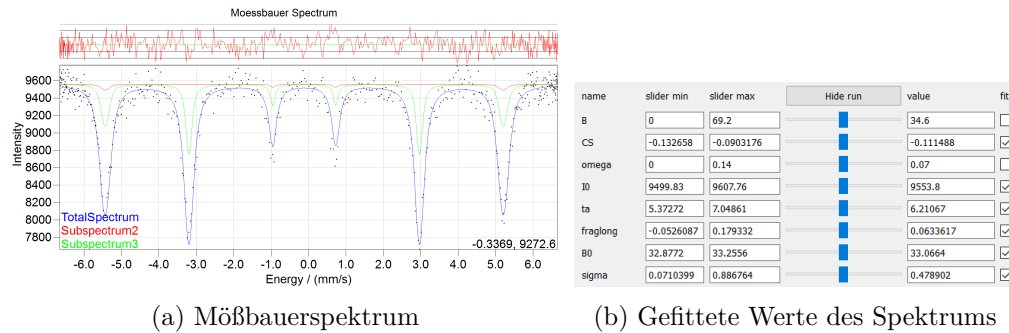 Moessbauer Spectrum
9600
9400
9200
9000
8800
8600
8400
8200
8000
7800
Intensity
TotalSpectrum
Subspectrum2
Subspectrum3
-0.3369, 9272.6
-6.0 -5.0 -4.0 -3.0 -2.0 -1.0 0.0 1.0 2.0 3.0 4.0 5.0 6.0
Energy / (mm/s)
(a) Mößbauerspektrum
name slider min slider max Hide run value fit
B 0 69.2 34.6
CS -0.132658 -0.0903176 -0.111488
omega 0 0.14 0.07
I0 9499.83 9607.76 9553.8
ta 5.37272 7.04861 6.21067
fraglong -0.0526087 0.179332 0.0633617
B0 32.8772 33.2556 33.0664
sigma 0.0710399 0.886764 0.478902
(b) Gefittete Werte des Spektrums